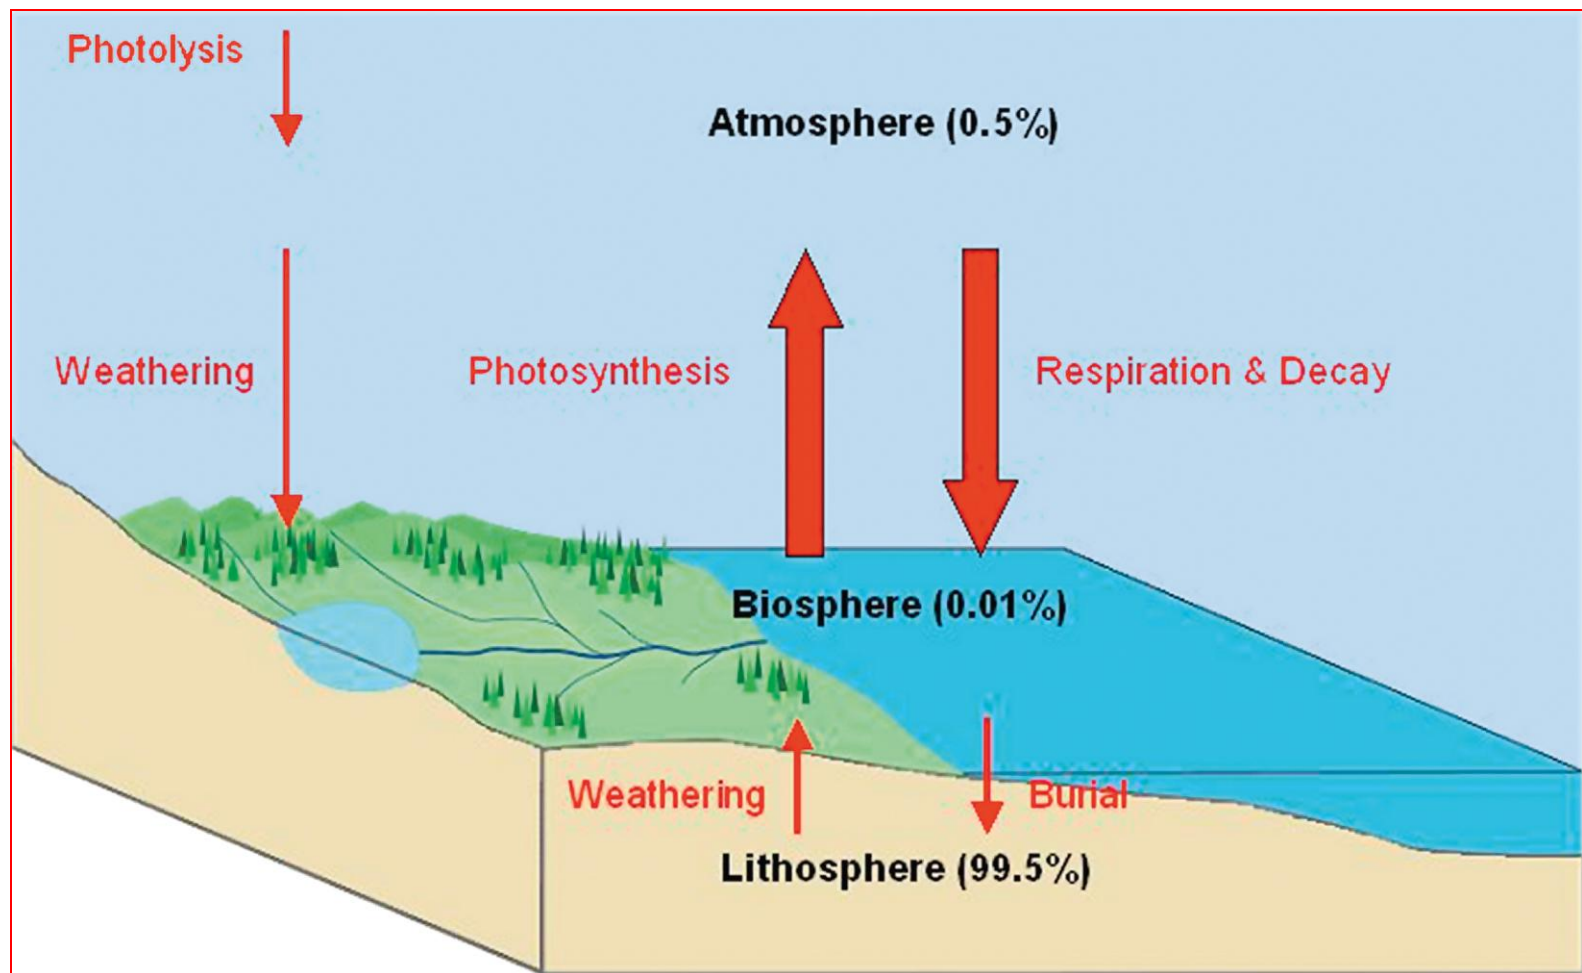 Photolysis
Atmosphere (0.5%)
Weathering
Photosynthesis
Respiration & Decay
Biosphere (0.01%)
Weathering
Burial
Lithosphere (99.5%)